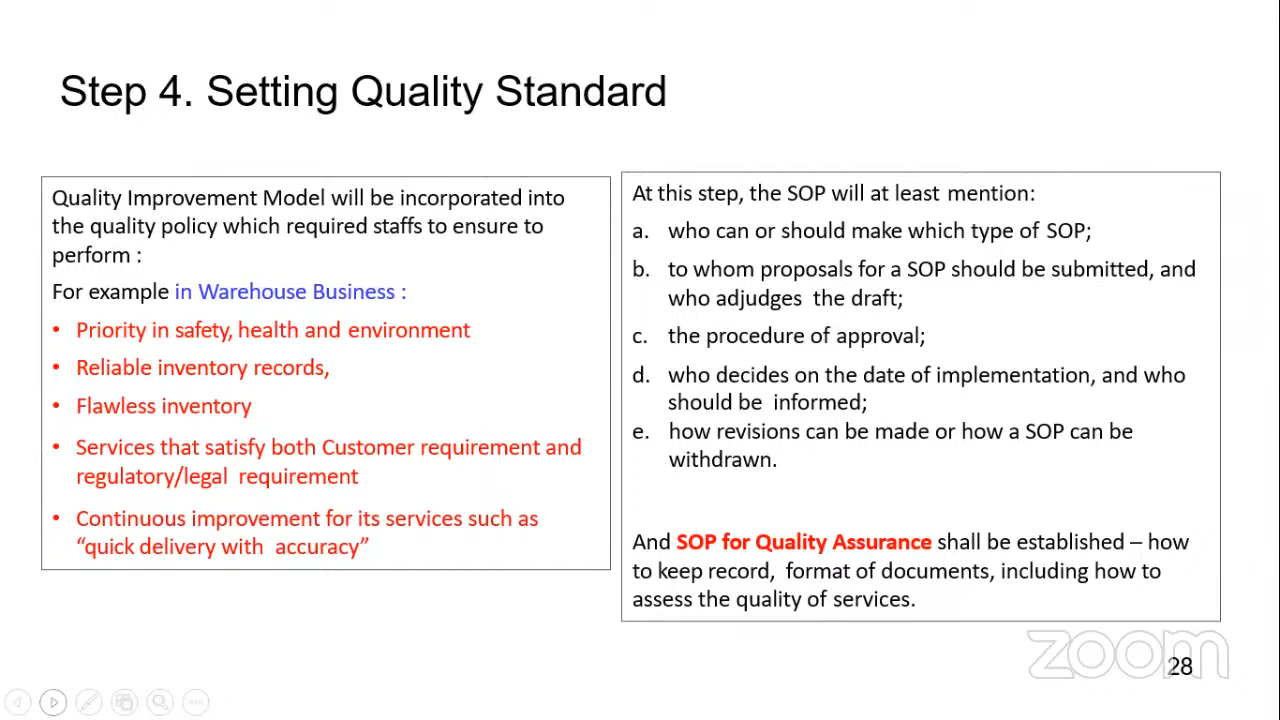 Step 4. Setting Quality Standard
Quality Improvement Model will be incorporated into
the quality policy which required staffs to ensure to
perform :
For example in Warehouse Business :
• Priority in safety, health and environment
• Reliable inventory records,
• Flawless inventory
• Services that satisfy both Customer requirement and
regulatory/legal requirement
• Continuous improvement for its services such as
“quick delivery with accuracy”
At this step, the SOP will at least mention:
a. who can or should make which type of SOP;
b. to whom proposals for a SOP should be submitted, and
who adjudges the draft;
c. the procedure of approval;
d. who decides on the date of implementation, and who
should be informed;
e. how revisions can be made or how a SOP can be
withdrawn.
And SOP for Quality Assurance shall be established – how
to keep record, format of documents, including how to
assess the quality of services.
zoom
28